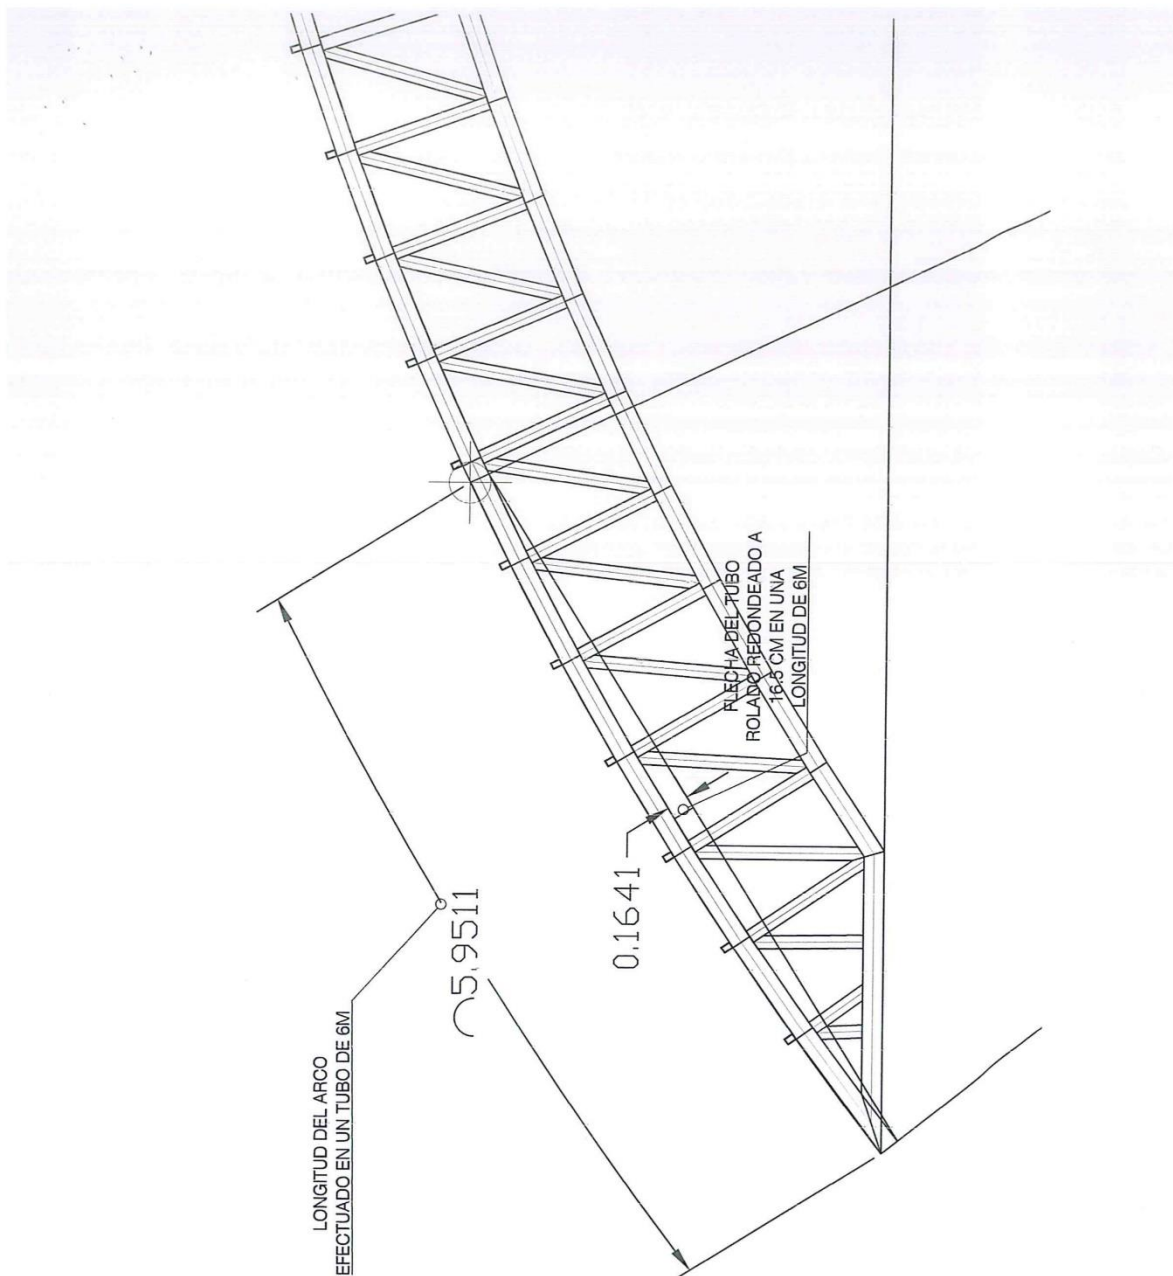 LONGITUD DEL ARCO
EFECTUADO EN UN TUBO DE 6M
⌒5.9511
0.1641
FLECHA DEL TUBO
ROLADO REDONDEADO A
16.5 CM EN UNA
LONGITUD DE 6M